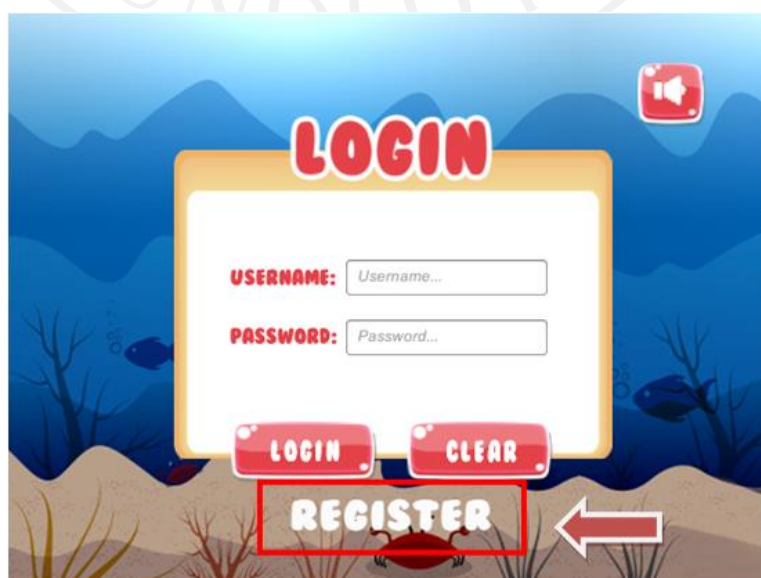 LOGIN
USERNAME: Username...
PASSWORD: Password...
LOGIN CLEAR
REGISTER